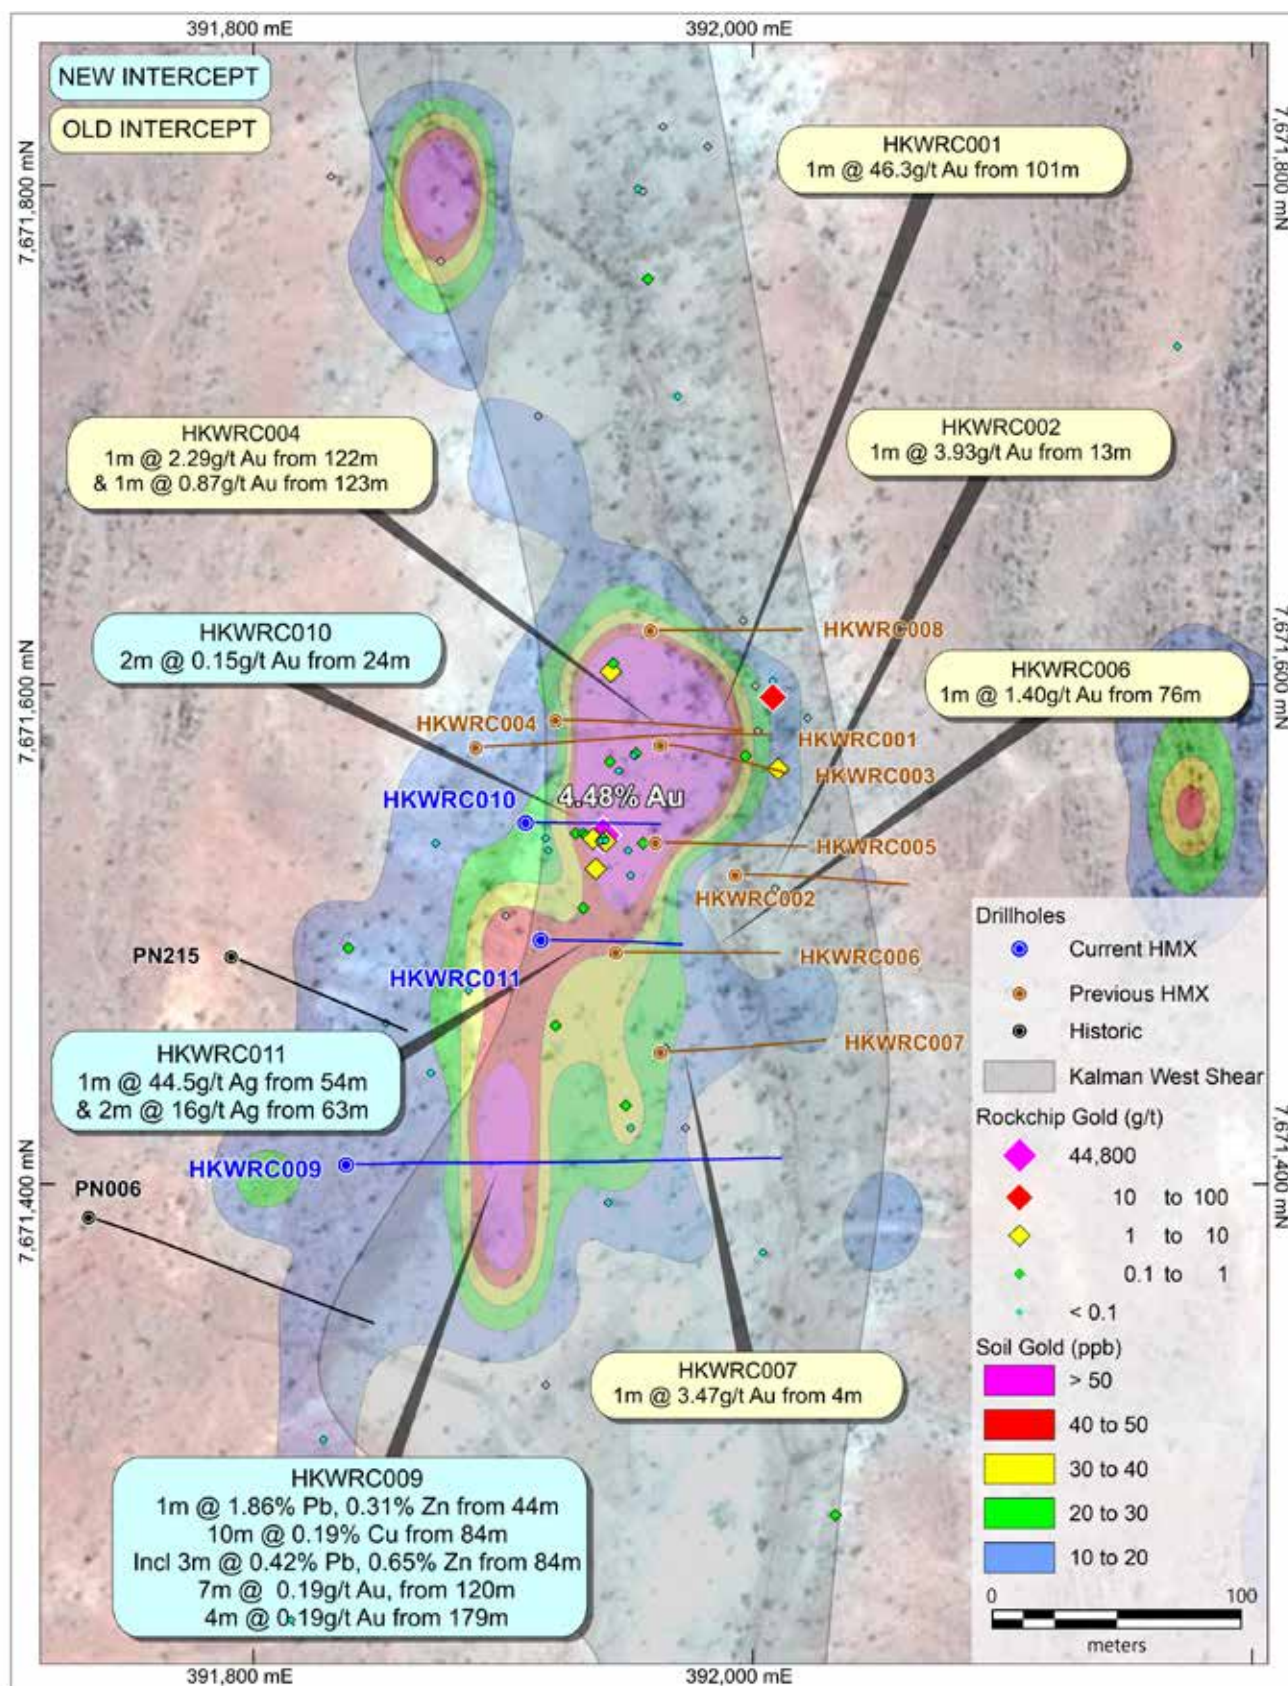 391,800 mE
392,000 mE
NEW INTERCEPT
OLD INTERCEPT
7,671,800 mN
7,671,800 mN
HKWRC001
1m @ 46.3g/t Au from 101m
HKWRC004
1m @ 2.29g/t Au from 122m
& 1m @ 0.87g/t Au from 123m
HKWRC002
1m @ 3.93g/t Au from 13m
HKWRC010
2m @ 0.15g/t Au from 24m
HKWRC008
HKWRC006
1m @ 1.40g/t Au from 76m
7,671,600 mN
7,671,600 mN
HKWRC004
HKWRC001
HKWRC003
4.48% Au
HKWRC010
HKWRC005
HKWRC002
PN215
HKWRC011
HKWRC006
HKWRC007
HKWRC011
1m @ 44.5g/t Ag from 54m
& 2m @ 16g/t Ag from 63m
HKWRC009
PN006
7,671,400 mN
7,671,400 mN
HKWRC007
1m @ 3.47g/t Au from 4m
HKWRC009
1m @ 1.86% Pb, 0.31% Zn from 44m
10m @ 0.19% Cu from 84m
Incl 3m @ 0.42% Pb, 0.65% Zn from 84m
7m @ 0.19g/t Au, from 120m
4m @ 0.19g/t Au from 179m
Drillholes
Current HMX
Previous HMX
Historic
Kalman West Shear
Rockchip Gold (g/t)
44,800
10 to 100
1 to 10
0.1 to 1
< 0.1
Soil Gold (ppb)
> 50
40 to 50
30 to 40
20 to 30
10 to 20
0 100
meters
391,800 mE
392,000 mE